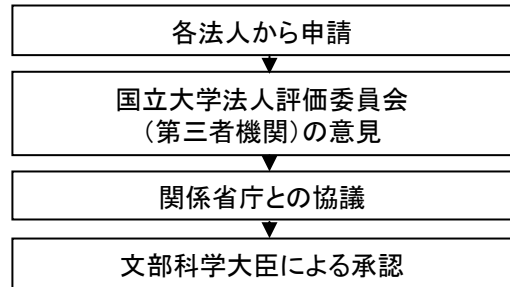 各法人から申請
国立大学法人評価委員会
（第三者機関）の意見
関係省庁との協議
文部科学大臣による承認